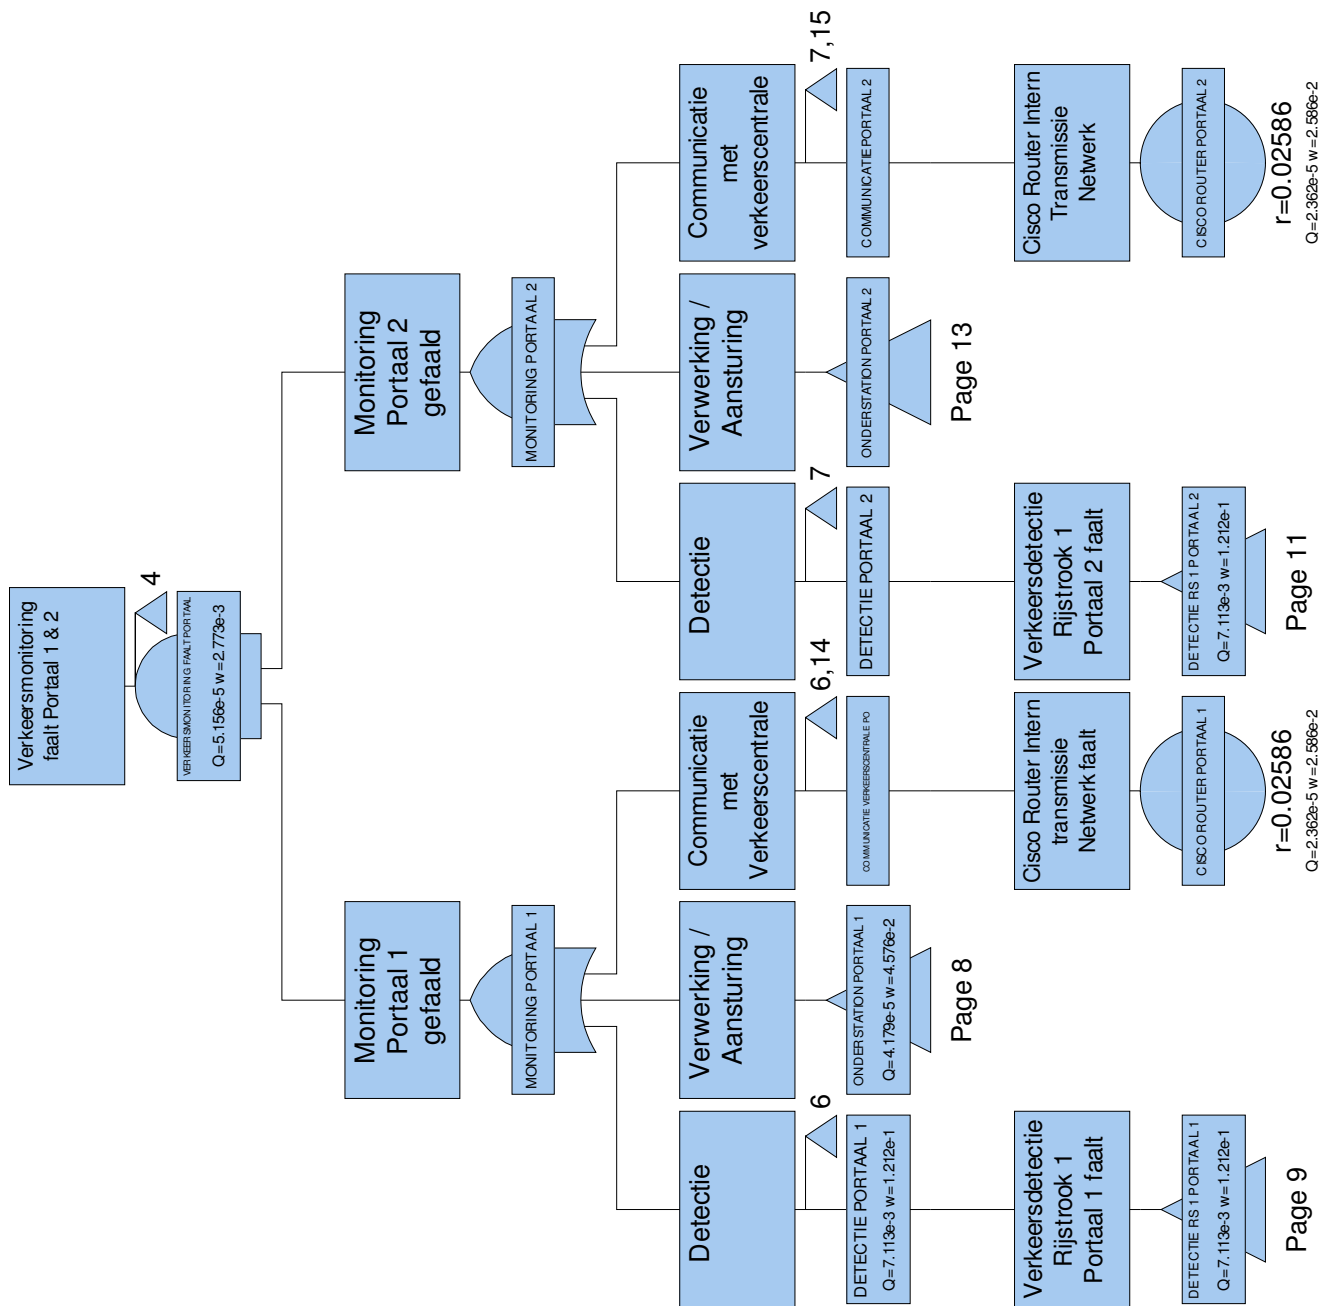 Verkeersmonitoring
faalt Portaal 1 & 2
4
VERKEERSMONITORING FAALT PORTAAL
Q=5.156e-5 w=2.773e-3
Monitoring
Portaal 1
gefaald
MONITORING PORTAAL 1
Monitoring
Portaal 2
gefaald
MONITORING PORTAAL 2
Detectie
6
DETECTIE PORTAAL 1
Q=7.113e-3 w=1.212e-1
Verwerking /
Aansturing
ONDERSTATION PORTAAL 1
Q=4.179e-5 w=4.576e-2
Page 8
Communicatie
met
Verkeerscentrale
6,14
COMMUNICATIE VERKEERSCENTRALE PO
Detectie
7
DETECTIE PORTAAL 2
Verwerking /
Aansturing
ONDERSTATION PORTAAL 2
Page 13
Communicatie
met
verkeerscentrale
7,15
COMMUNICATIE PORTAAL 2
Verkeersdetectie
Rijstrook 1
Portaal 1 faalt
DETECTIE RS 1 PORTAAL 1
Q=7.113e-3 w=1.212e-1
Page 9
Cisco Router Intern
transmissie
Netwerk faalt
CISCO ROUTER PORTAAL 1
r=0.02586
Q=2.362e-5 w=2.586e-2
Verkeersdetectie
Rijstrook 1
Portaal 2 faalt
DETECTIE RS 1 PORTAAL 2
Q=7.113e-3 w=1.212e-1
Page 11
Cisco Router Intern
Transmissie
Netwerk
CISCO ROUTER PORTAAL 2
r=0.02586
Q=2.362e-5 w=2.586e-2